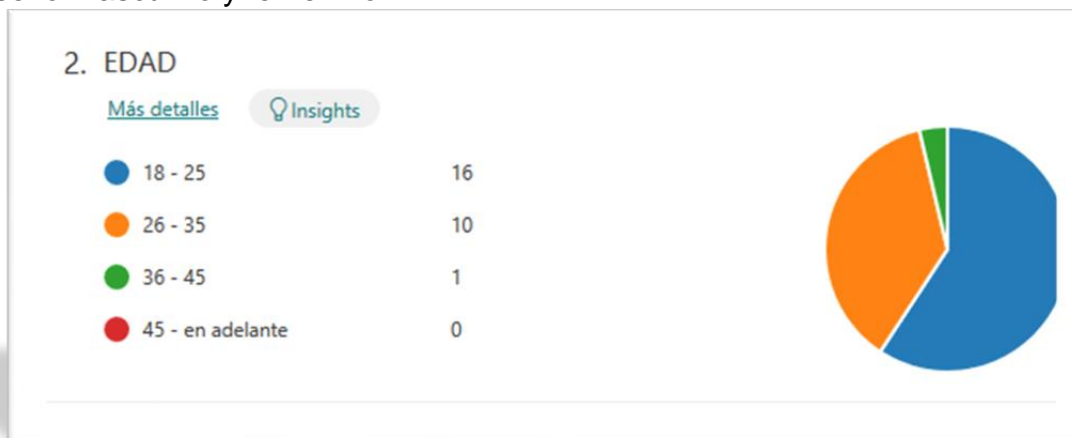 2. EDAD
Más detalles Insights
18 - 25 16
26 - 35 10
36 - 45 1
45 - en adelante 0